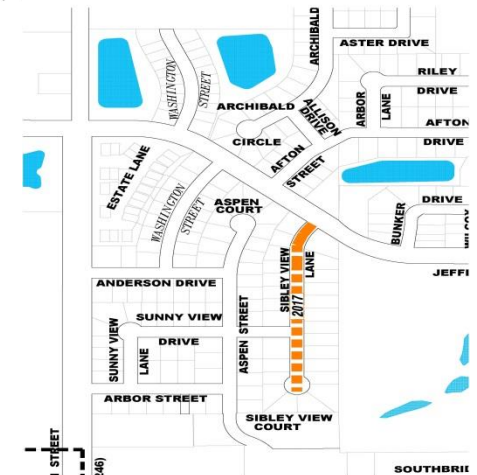 ARCHIBALD
ASTER DRIVE
RILEY
DRIVE
WASHINGTON
STREET
ARCHIBALD
CIRCLE
ALLISON
DRIVE
ARBOR
LANE
AFTON
DRIVE
AFTON
STREET
ESTATE LANE
WASHINGTON
STREET
ASPEN
COURT
DRIVE
BUNKER
SIBLEY VIEW
LANE
2017
JEFF
ANDERSON DRIVE
SUNNY VIEW
DRIVE
SUNNY VIEW
LANE
ASPEN STREET
ARBOR STREET
SIBLEY VIEW
COURT
STREET
246)
SOUTHBRID